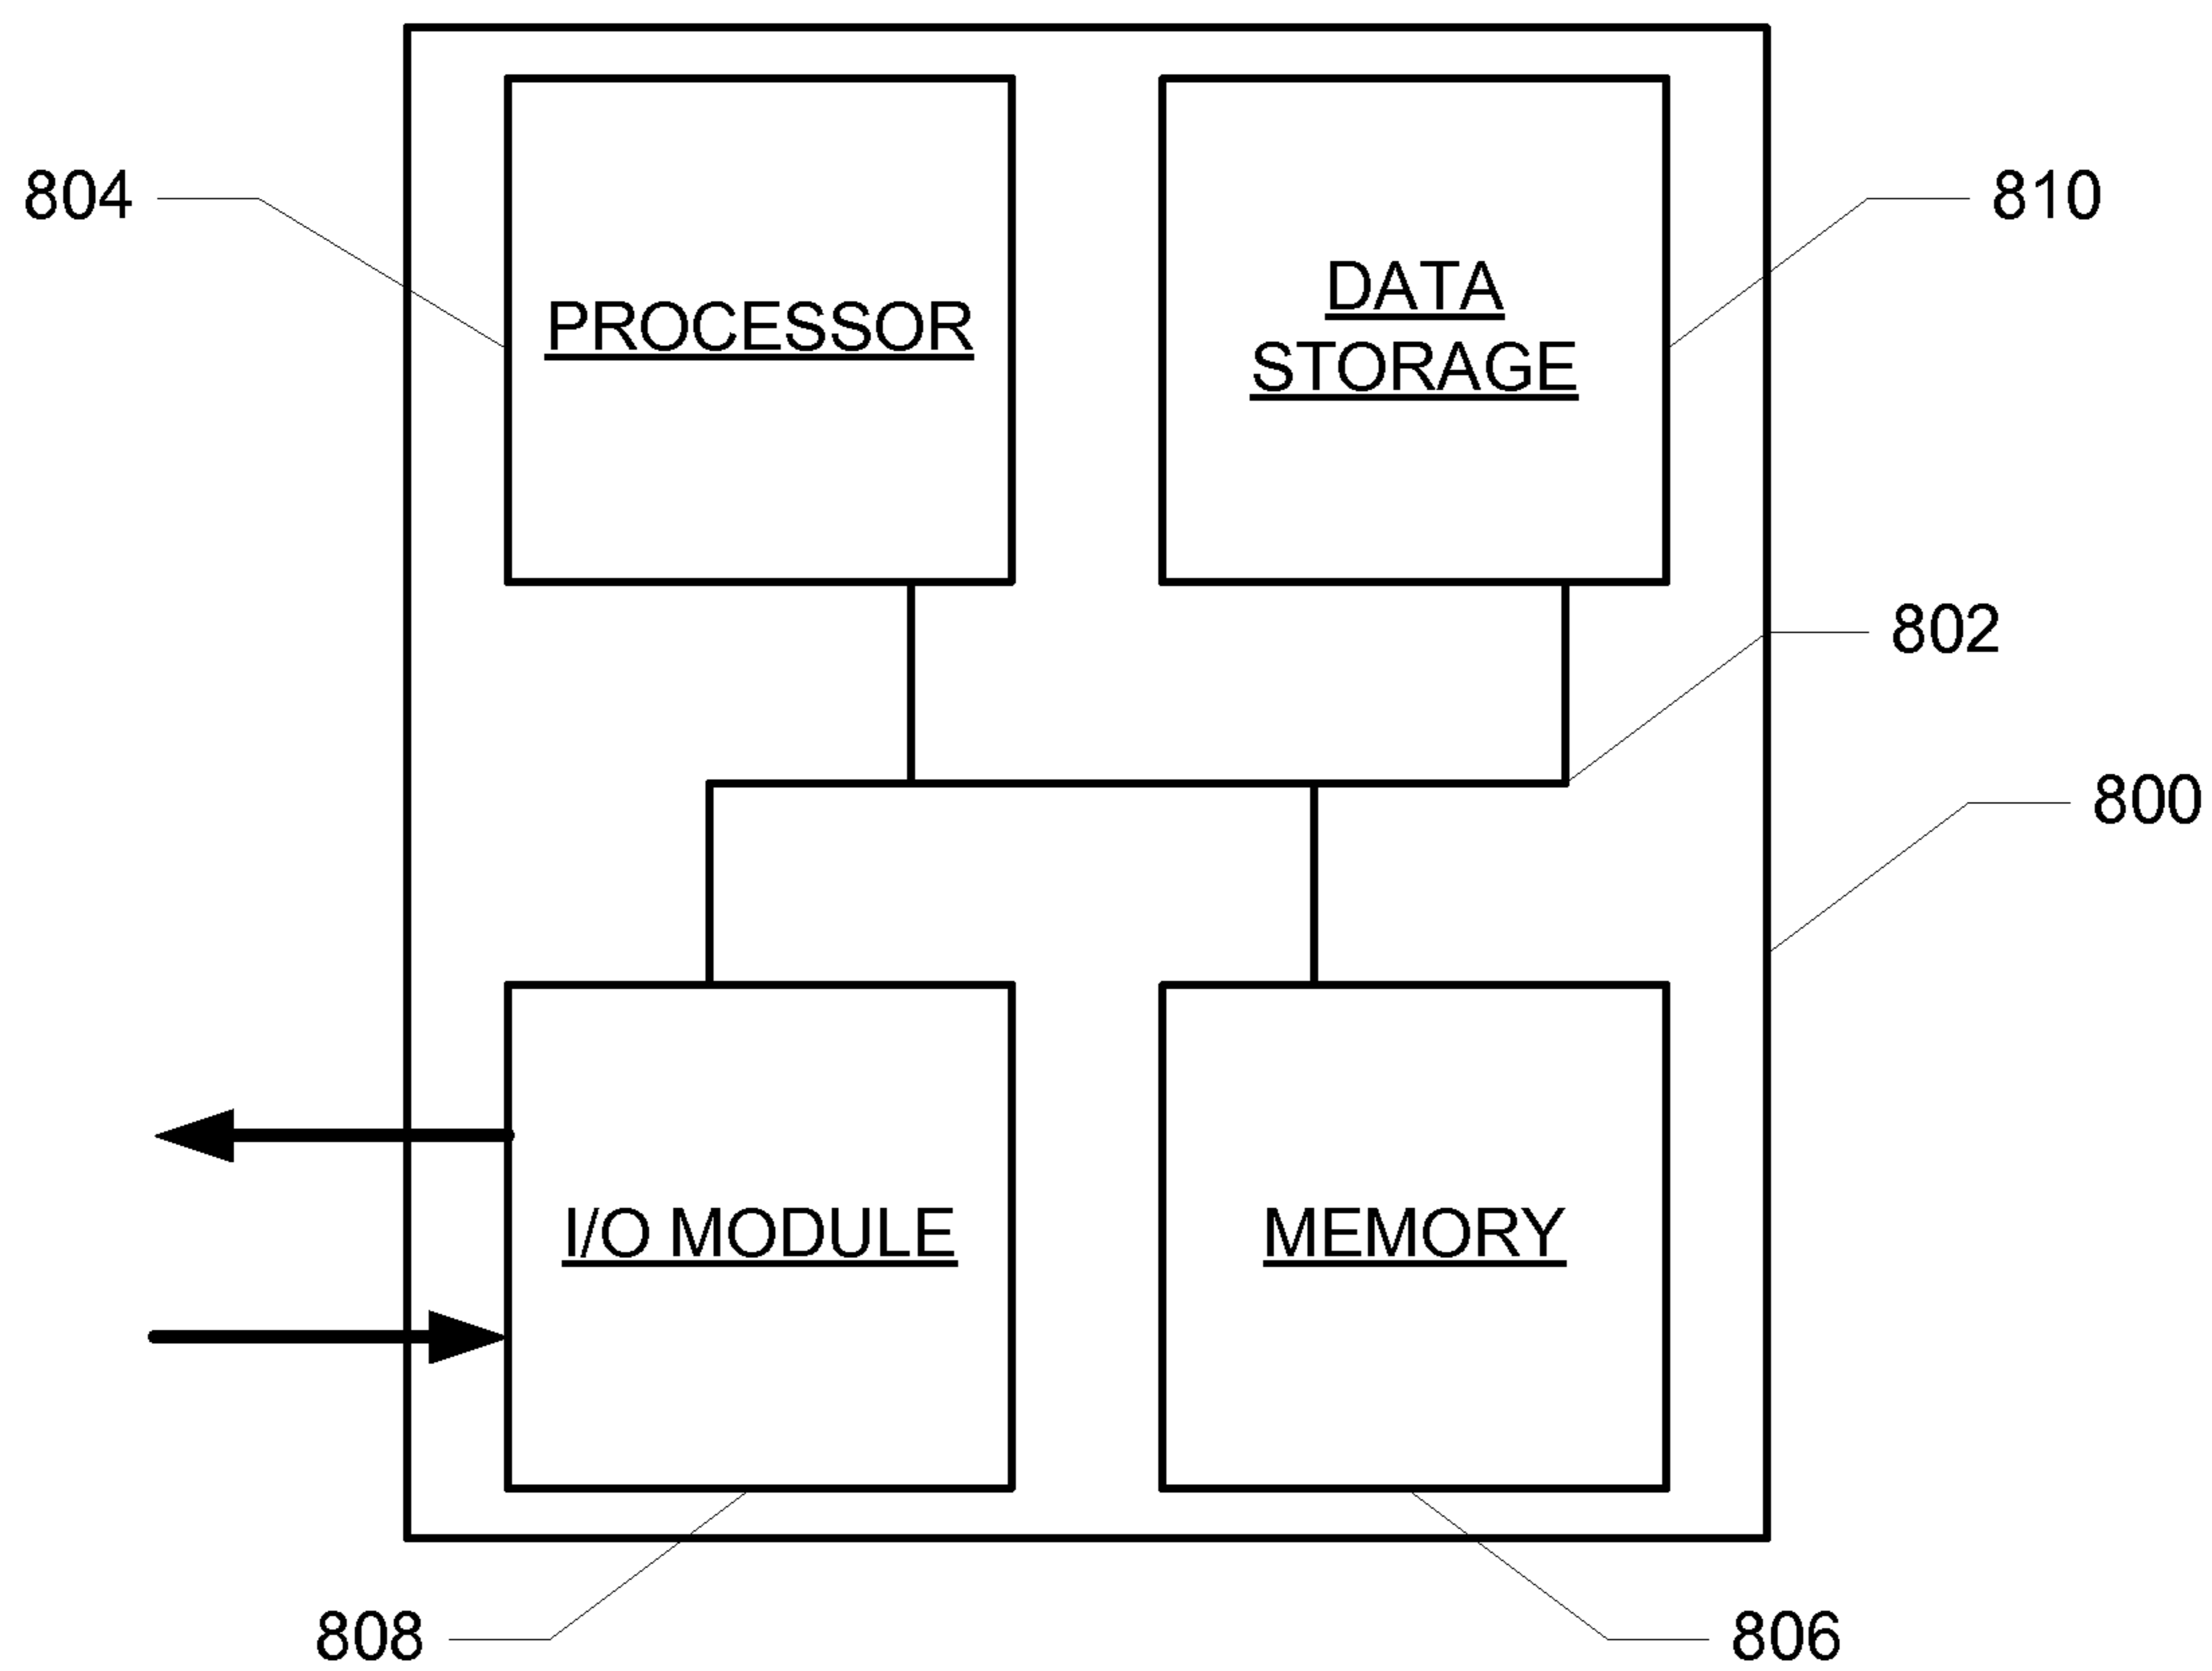 804
PROCESSOR
DATA
STORAGE
810
802
800
I/O MODULE
MEMORY
808
806